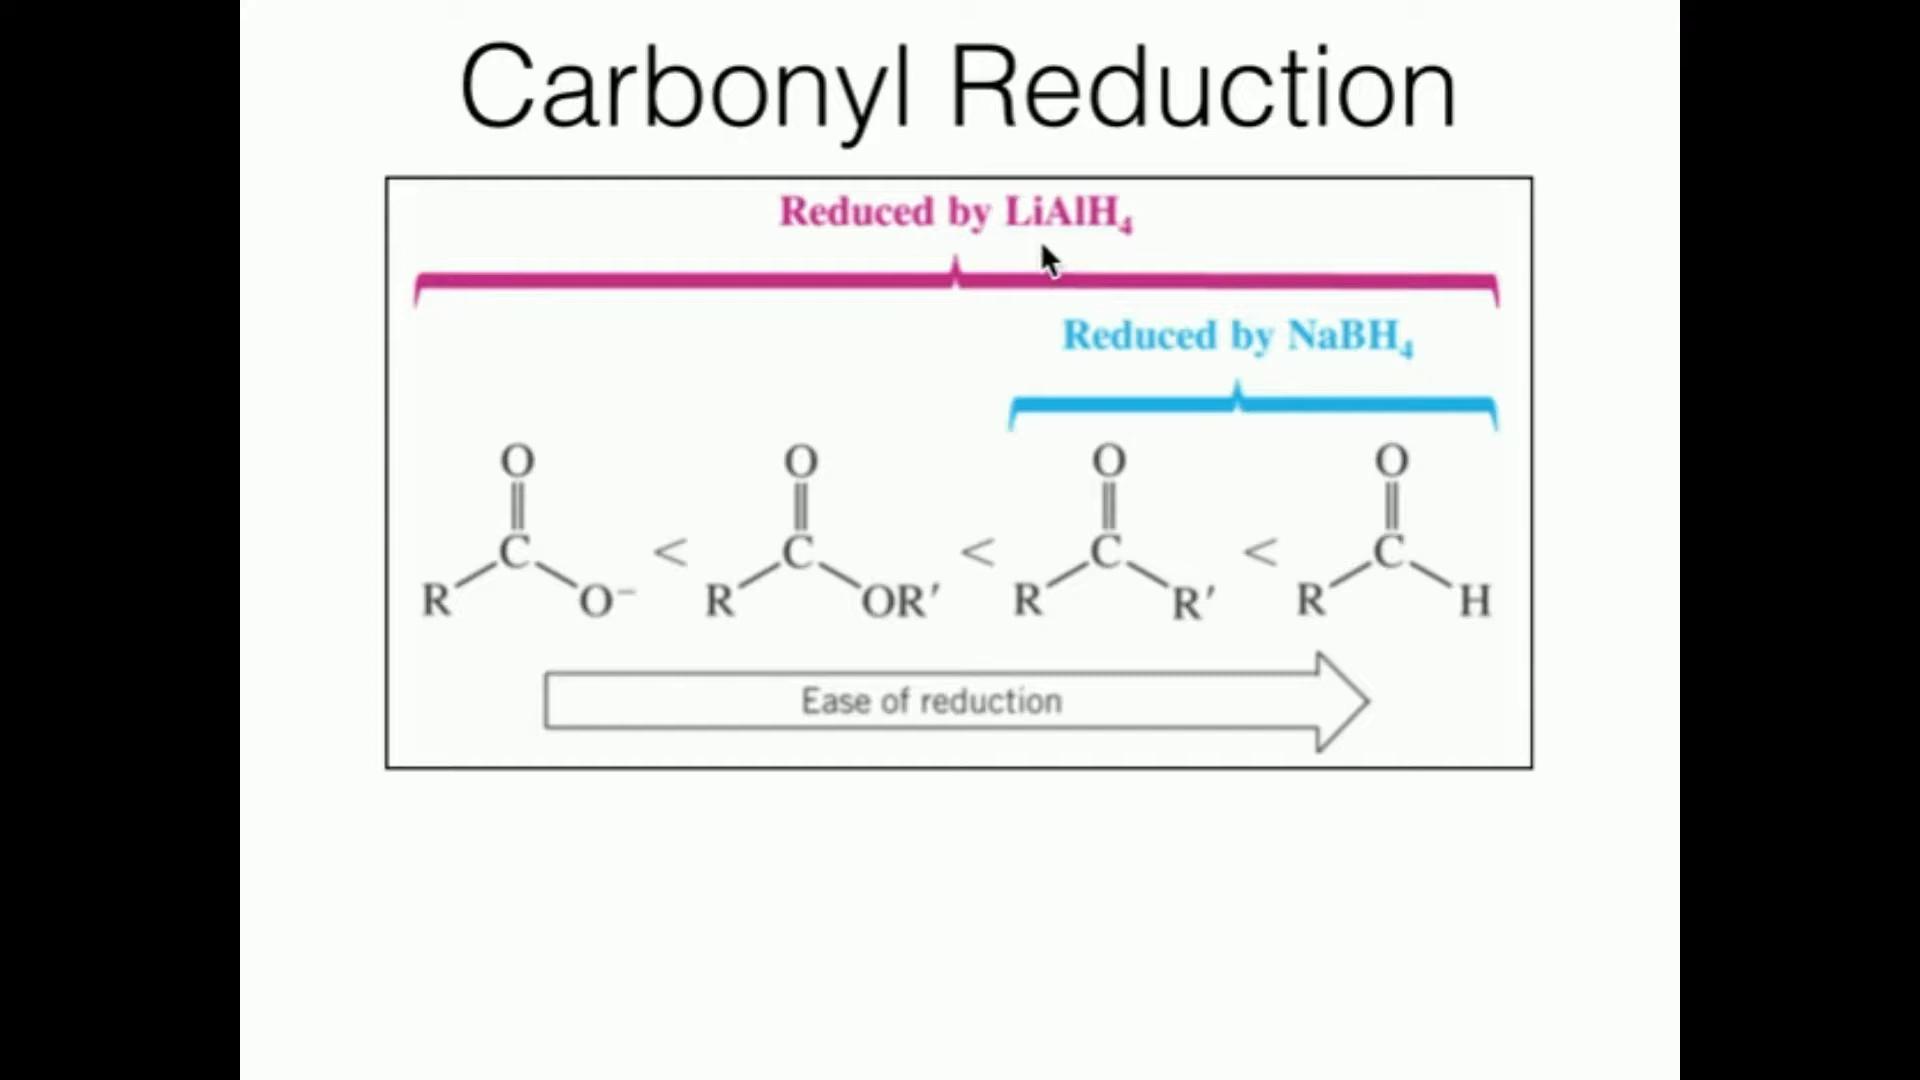 Carbonyl Reduction
Reduced by LiAlH₄
Reduced by NaBH₄
O O O O
C < C < C < C
R O⁻ R OR′ R R′ R H
Ease of reduction